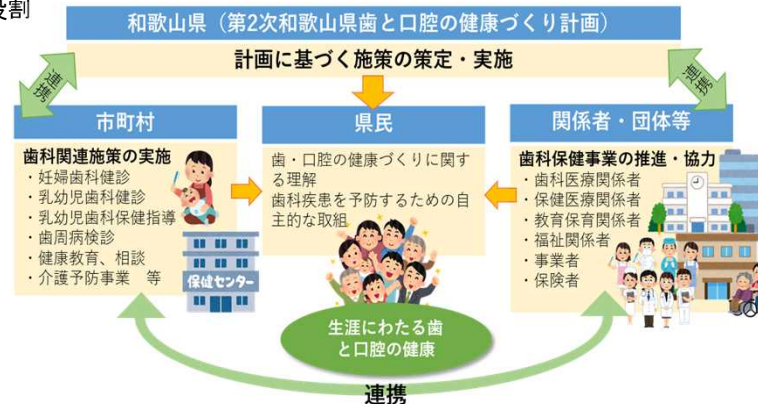 役割
和歌山県（第2次和歌山県歯と口腔の健康づくり計画）
計画に基づく施策の策定・実施
連携
連携
市町村
歯科関連施策の実施
・妊婦歯科健診
・乳幼児歯科健診
・乳幼児歯科保健指導
・歯周病検診
・健康教育、相談
・介護予防事業　等
保健センター
県民
歯・口腔の健康づくりに関す
る理解
歯科疾患を予防するための自
主的な取組
関係者・団体等
歯科保健事業の推進・協力
・歯科医療関係者
・保健医療関係者
・教育保育関係者
・福祉関係者
・事業者
・保険者
生涯にわたる歯
と口腔の健康
連携